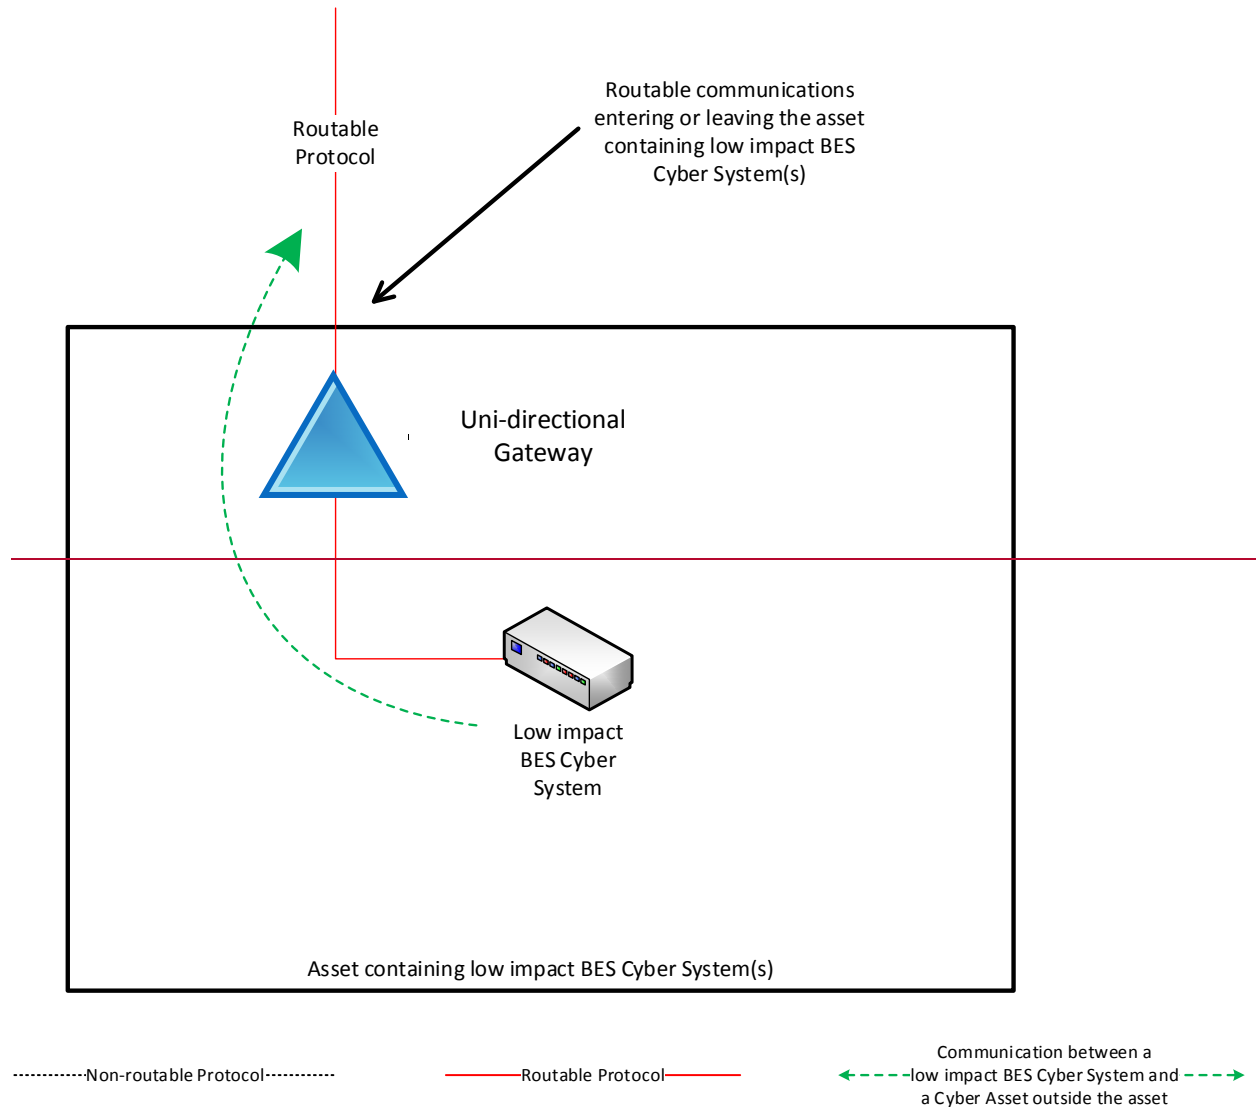 Routable communications
entering or leaving the asset
containing low impact BES
Cyber System(s)
Routable
Protocol
Uni-directional
Gateway
Low impact
BES Cyber
System
Asset containing low impact BES Cyber System(s)
Non-routable Protocol
Routable Protocol
Communication between a
low impact BES Cyber System and
a Cyber Asset outside the asset